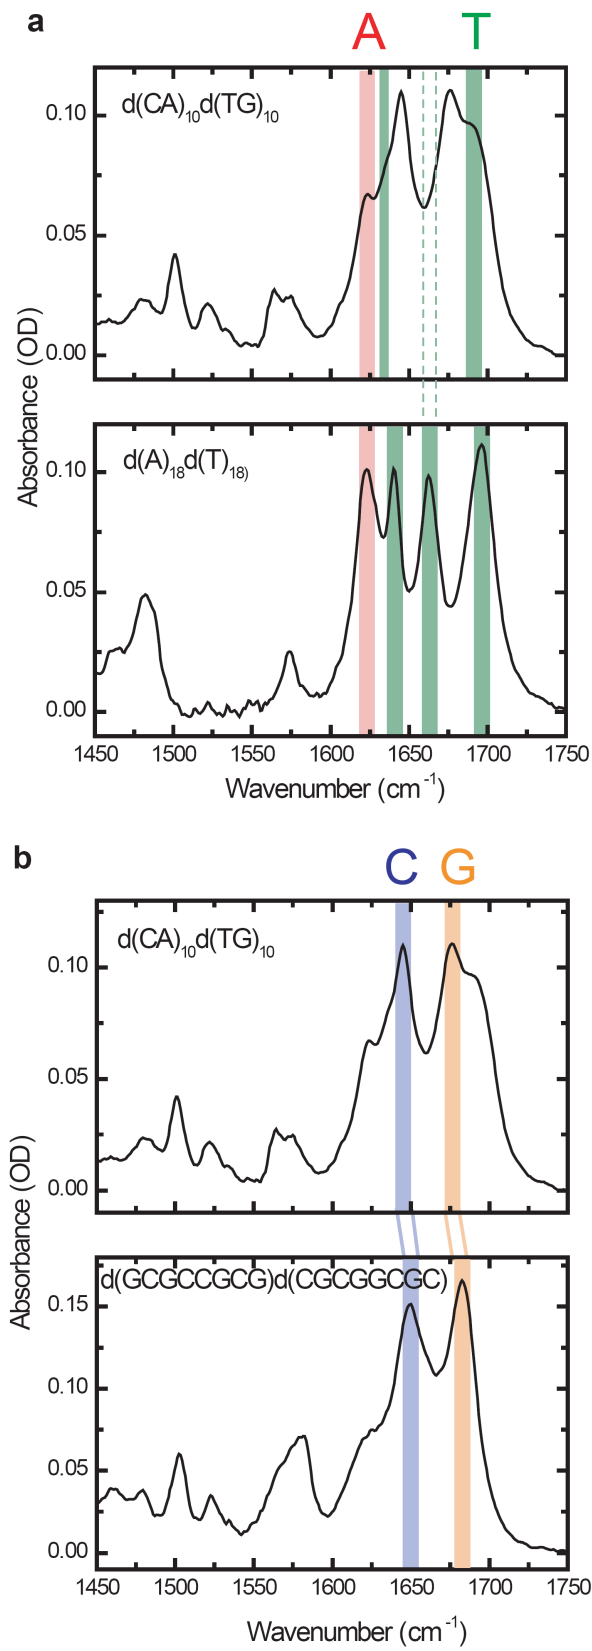 a
A T
d(CA)10d(TG)10
0.10
0.05
0.00
Absorbance (OD)
d(A)18d(T)18)
0.10
0.05
0.00
1450 1500 1550 1600 1650 1700 1750
Wavenumber (cm-1)
b
C G
d(CA)10d(TG)10
0.10
0.05
0.00
Absorbance (OD)
d(GCGCCGCG)d(CGCGGCGC)
0.15
0.10
0.05
0.00
1450 1500 1550 1600 1650 1700 1750
Wavenumber (cm-1)